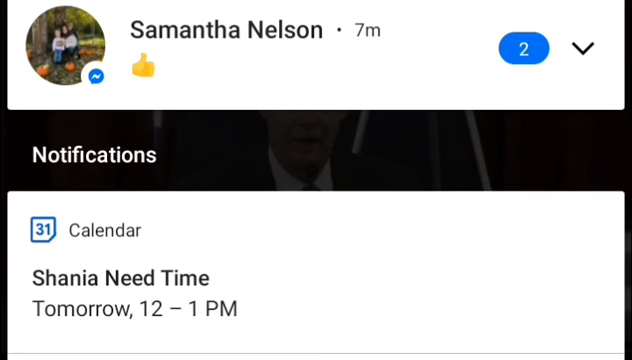 Samantha Nelson · 7m
👍
2
Notifications
31 Calendar
Shania Need Time
Tomorrow, 12 – 1 PM